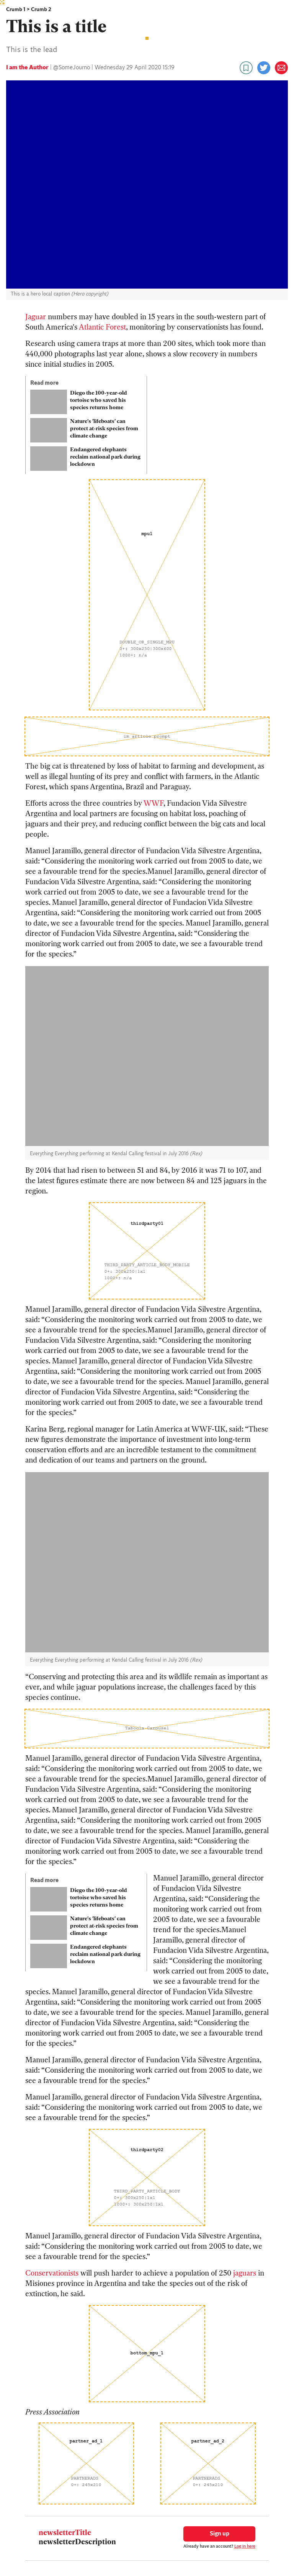 Crumb 1 > Crumb 2
This is a title
This is the lead
I am the Author | @SomeJourno | Wednesday 29 April 2020 15:19
This is a hero local caption (Hero copyright)
Jaguar numbers may have doubled in 15 years in the south-western part of
South America's Atlantic Forest, monitoring by conservationists has found.
Research using camera traps at more than 200 sites, which took more than
440,000 photographs last year alone, shows a slow recovery in numbers
since initial studies in 2005.
Read more
Diego the 100-year-old
tortoise who saved his
species returns home
Nature's 'lifeboats' can
protect at-risk species from
climate change
Endangered elephants
reclaim national park during
lockdown
mpu1
DOUBLE_OR_SINGLE_MPU
0+: 300x250|300x600
1000+: n/a
in article prompt
The big cat is threatened by loss of habitat to farming and development, as
well as illegal hunting of its prey and conflict with humans, in the Atlantic
Forest, which spans Argentina, Brazil and Paraguay.
Efforts across the three countries by WWF, Fundacion Vida Silvestre
Argentina and local partners are focusing on habitat loss, poaching of
jaguars and their prey, and reducing conflict between the big cats and local
people.
Manuel Jaramillo, general director of Fundacion Vida Silvestre Argentina,
said: “Considering the monitoring work carried out from 2005 to date, we
see a favourable trend for the species.Manuel Jaramillo, general director of
Fundacion Vida Silvestre Argentina, said: “Considering the monitoring
work carried out from 2005 to date, we see a favourable trend for the
species. Manuel Jaramillo, general director of Fundacion Vida Silvestre
Argentina, said: “Considering the monitoring work carried out from 2005
to date, we see a favourable trend for the species. Manuel Jaramillo, general
director of Fundacion Vida Silvestre Argentina, said: “Considering the
monitoring work carried out from 2005 to date, we see a favourable trend
for the species.”
Everything Everything performing at Kendal Calling festival in July 2016 (Rex)
By 2014 that had risen to between 51 and 84, by 2016 it was 71 to 107, and
the latest figures estimate there are now between 84 and 125 jaguars in the
region.
thirdparty01
THIRD_PARTY_ARTICLE_BODY_MOBILE
0+: 300x250|1x1
1000+: n/a
Manuel Jaramillo, general director of Fundacion Vida Silvestre Argentina,
said: “Considering the monitoring work carried out from 2005 to date, we
see a favourable trend for the species.Manuel Jaramillo, general director of
Fundacion Vida Silvestre Argentina, said: “Considering the monitoring
work carried out from 2005 to date, we see a favourable trend for the
species. Manuel Jaramillo, general director of Fundacion Vida Silvestre
Argentina, said: “Considering the monitoring work carried out from 2005
to date, we see a favourable trend for the species. Manuel Jaramillo, general
director of Fundacion Vida Silvestre Argentina, said: “Considering the
monitoring work carried out from 2005 to date, we see a favourable trend
for the species.”
Karina Berg, regional manager for Latin America at WWF-UK, said: “These
new figures demonstrate the importance of investment into long-term
conservation efforts and are an incredible testament to the commitment
and dedication of our teams and partners on the ground.
Everything Everything performing at Kendal Calling festival in July 2016 (Rex)
“Conserving and protecting this area and its wildlife remain as important as
ever, and while jaguar populations increase, the challenges faced by this
species continue.
Taboola Carousel
Manuel Jaramillo, general director of Fundacion Vida Silvestre Argentina,
said: “Considering the monitoring work carried out from 2005 to date, we
see a favourable trend for the species.Manuel Jaramillo, general director of
Fundacion Vida Silvestre Argentina, said: “Considering the monitoring
work carried out from 2005 to date, we see a favourable trend for the
species. Manuel Jaramillo, general director of Fundacion Vida Silvestre
Argentina, said: “Considering the monitoring work carried out from 2005
to date, we see a favourable trend for the species. Manuel Jaramillo, general
director of Fundacion Vida Silvestre Argentina, said: “Considering the
monitoring work carried out from 2005 to date, we see a favourable trend
for the species.”
Read more
Diego the 100-year-old
tortoise who saved his
species returns home
Nature's 'lifeboats' can
protect at-risk species from
climate change
Endangered elephants
reclaim national park during
lockdown
Manuel Jaramillo, general director
of Fundacion Vida Silvestre
Argentina, said: “Considering the
monitoring work carried out from
2005 to date, we see a favourable
trend for the species.Manuel
Jaramillo, general director of
Fundacion Vida Silvestre Argentina,
said: “Considering the monitoring
work carried out from 2005 to date,
we see a favourable trend for the
species. Manuel Jaramillo, general director of Fundacion Vida Silvestre
Argentina, said: “Considering the monitoring work carried out from 2005
to date, we see a favourable trend for the species. Manuel Jaramillo, general
director of Fundacion Vida Silvestre Argentina, said: “Considering the
monitoring work carried out from 2005 to date, we see a favourable trend
for the species.”
Manuel Jaramillo, general director of Fundacion Vida Silvestre Argentina,
said: “Considering the monitoring work carried out from 2005 to date, we
see a favourable trend for the species.”
Manuel Jaramillo, general director of Fundacion Vida Silvestre Argentina,
said: “Considering the monitoring work carried out from 2005 to date, we
see a favourable trend for the species.”
thirdparty02
THIRD_PARTY_ARTICLE_BODY
0+: 300x250|1x1
1000+: 300x250|1x1
Manuel Jaramillo, general director of Fundacion Vida Silvestre Argentina,
said: “Considering the monitoring work carried out from 2005 to date, we
see a favourable trend for the species.”
Conservationists will push harder to achieve a population of 250 jaguars in
Misiones province in Argentina and take the species out of the risk of
extinction, he said.
bottom_mpu_1
Press Association
partner_ad_1
PARTNERADS
0+: 245x210
partner_ad_2
PARTNERADS
0+: 245x210
newsletterTitle
newsletterDescription
Sign up
Already have an account? Log in here